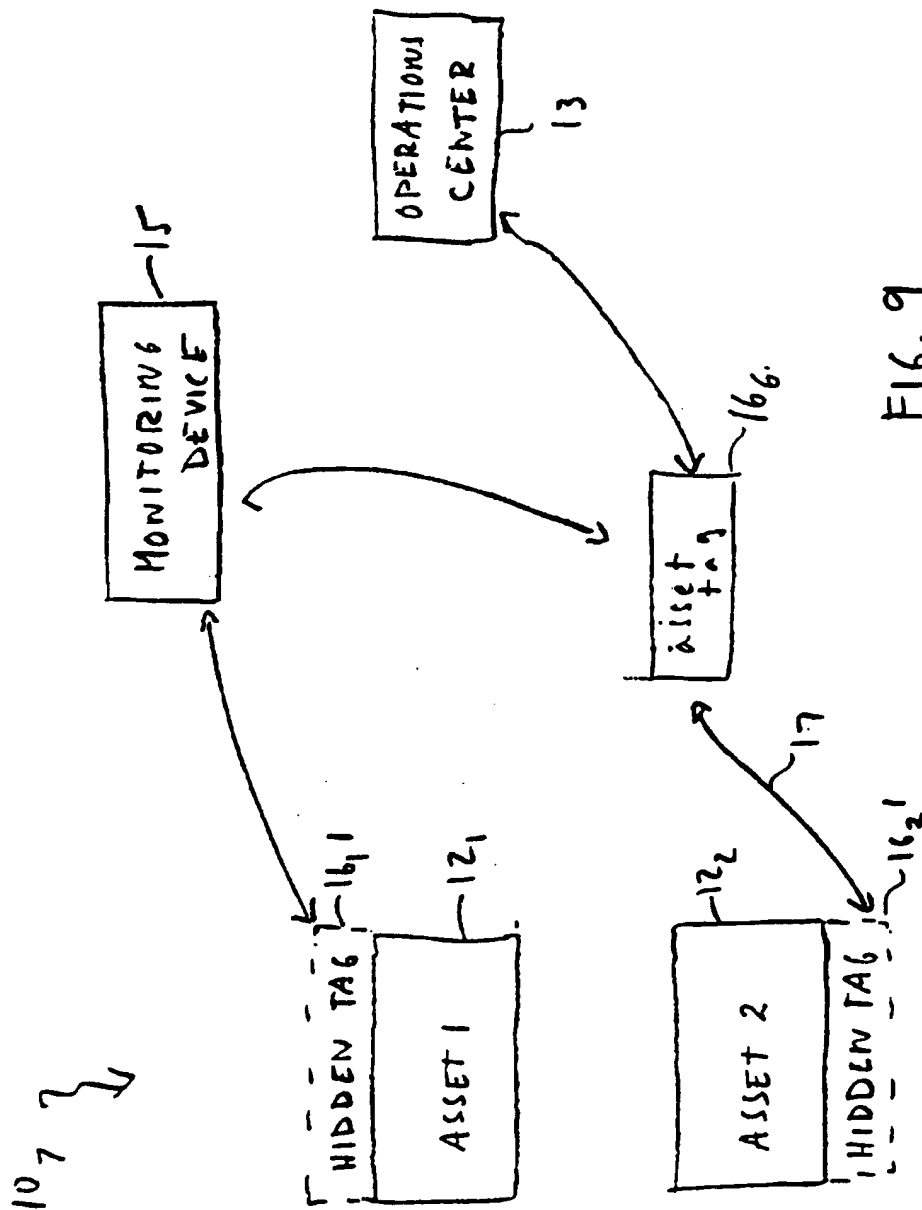 10₇
MONITORING
DEVICE
15
OPERATIONS
CENTER
13
HIDDEN TAG
16₁'
ASSET 1
12₁
asset
tag
16₆.
17
ASSET 2
12₂
HIDDEN TAG
16₂'
FIG. 9